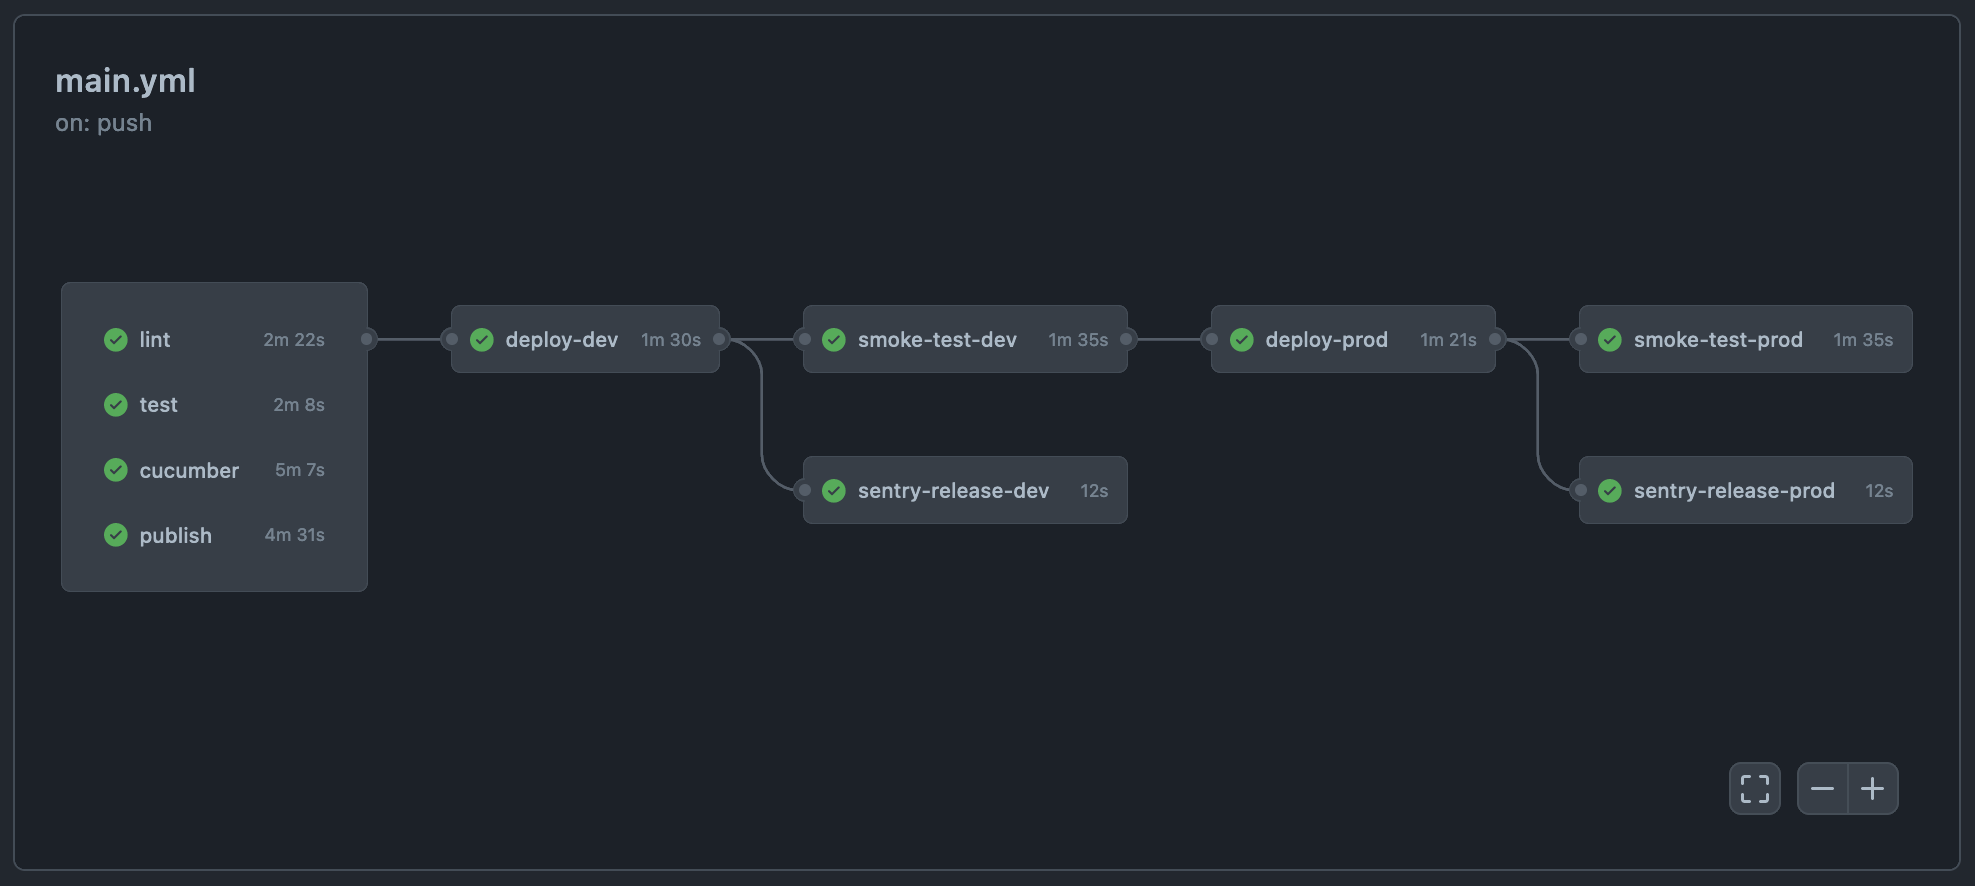 main.yml
on: push
lint 2m 22s
test 2m 8s
cucumber 5m 7s
publish 4m 31s
deploy-dev 1m 30s
smoke-test-dev 1m 35s
sentry-release-dev 12s
deploy-prod 1m 21s
smoke-test-prod 1m 35s
sentry-release-prod 12s